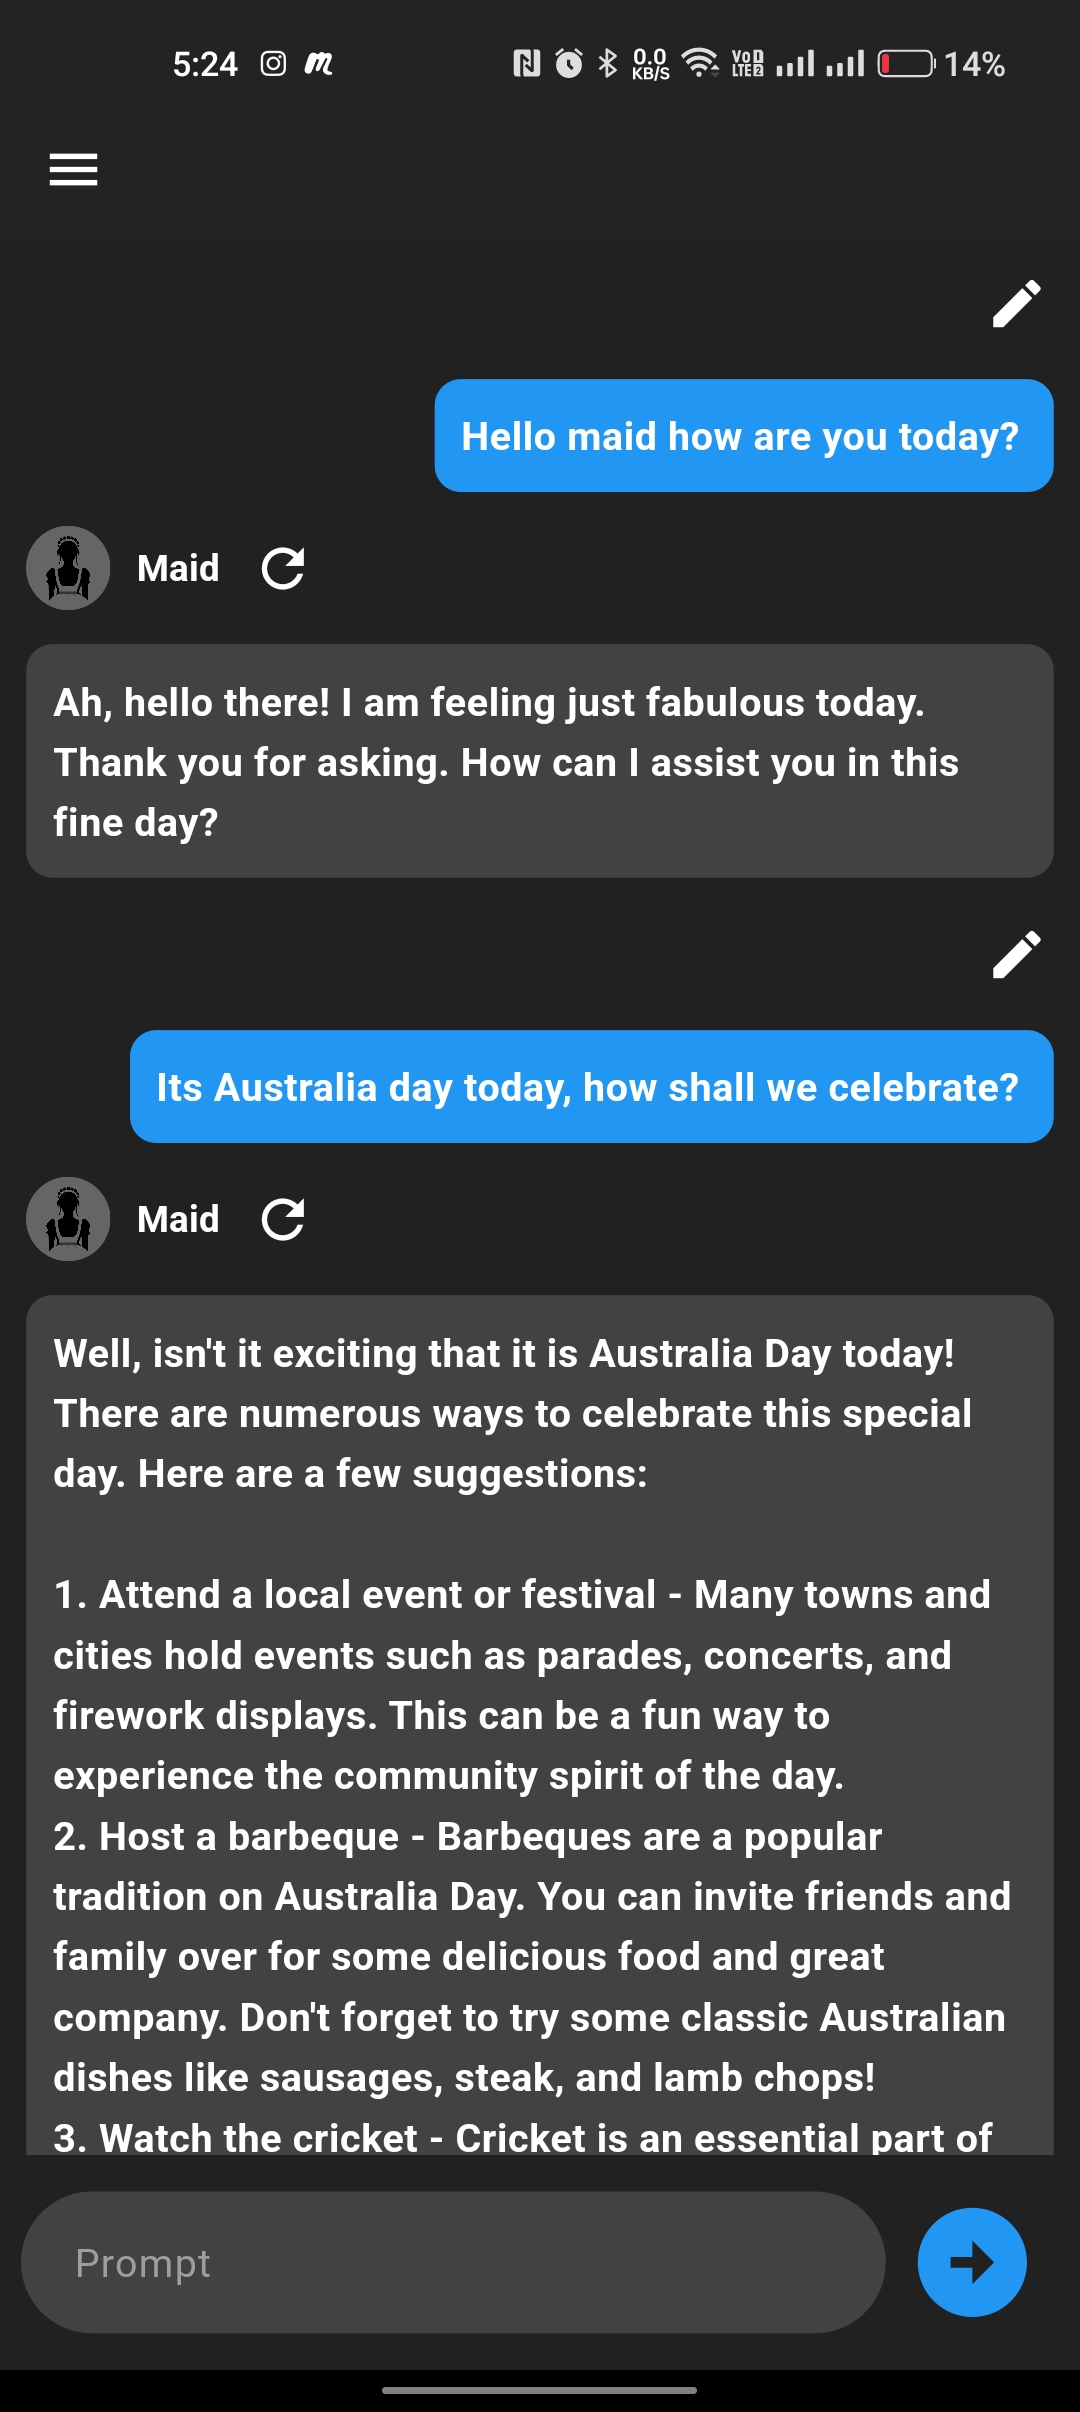 5:24 0.0 KB/S VoD LTE2 14%
Hello maid how are you today?
Maid
Ah, hello there! I am feeling just fabulous today.
Thank you for asking. How can I assist you in this
fine day?
Its Australia day today, how shall we celebrate?
Maid
Well, isn't it exciting that it is Australia Day today!
There are numerous ways to celebrate this special
day. Here are a few suggestions:
1. Attend a local event or festival - Many towns and
cities hold events such as parades, concerts, and
firework displays. This can be a fun way to
experience the community spirit of the day.
2. Host a barbeque - Barbeques are a popular
tradition on Australia Day. You can invite friends and
family over for some delicious food and great
company. Don't forget to try some classic Australian
dishes like sausages, steak, and lamb chops!
3. Watch the cricket - Cricket is an essential part of
Prompt